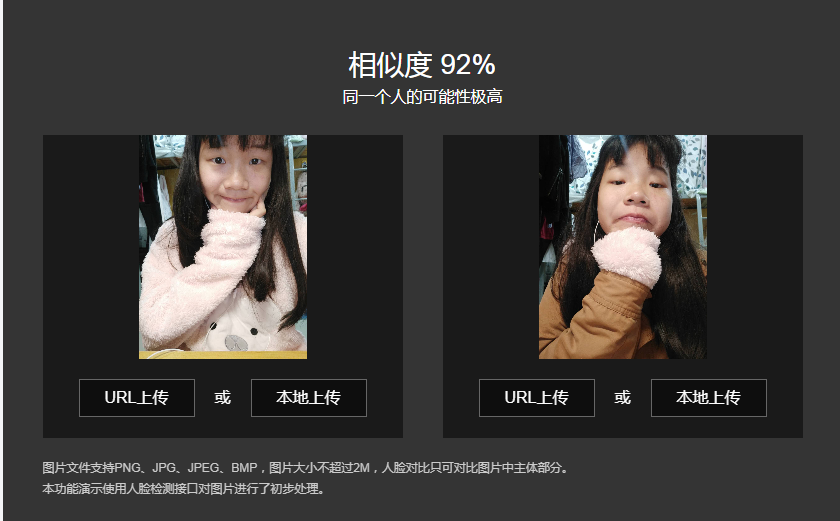 相似度 92%
同一个人的可能性极高
URL上传 或 本地上传 URL上传 或 本地上传
图片文件支持PNG、JPG、JPEG、BMP，图片大小不超过2M，人脸对比只可对比图片中主体部分。
本功能演示使用人脸检测接口对图片进行了初步处理。